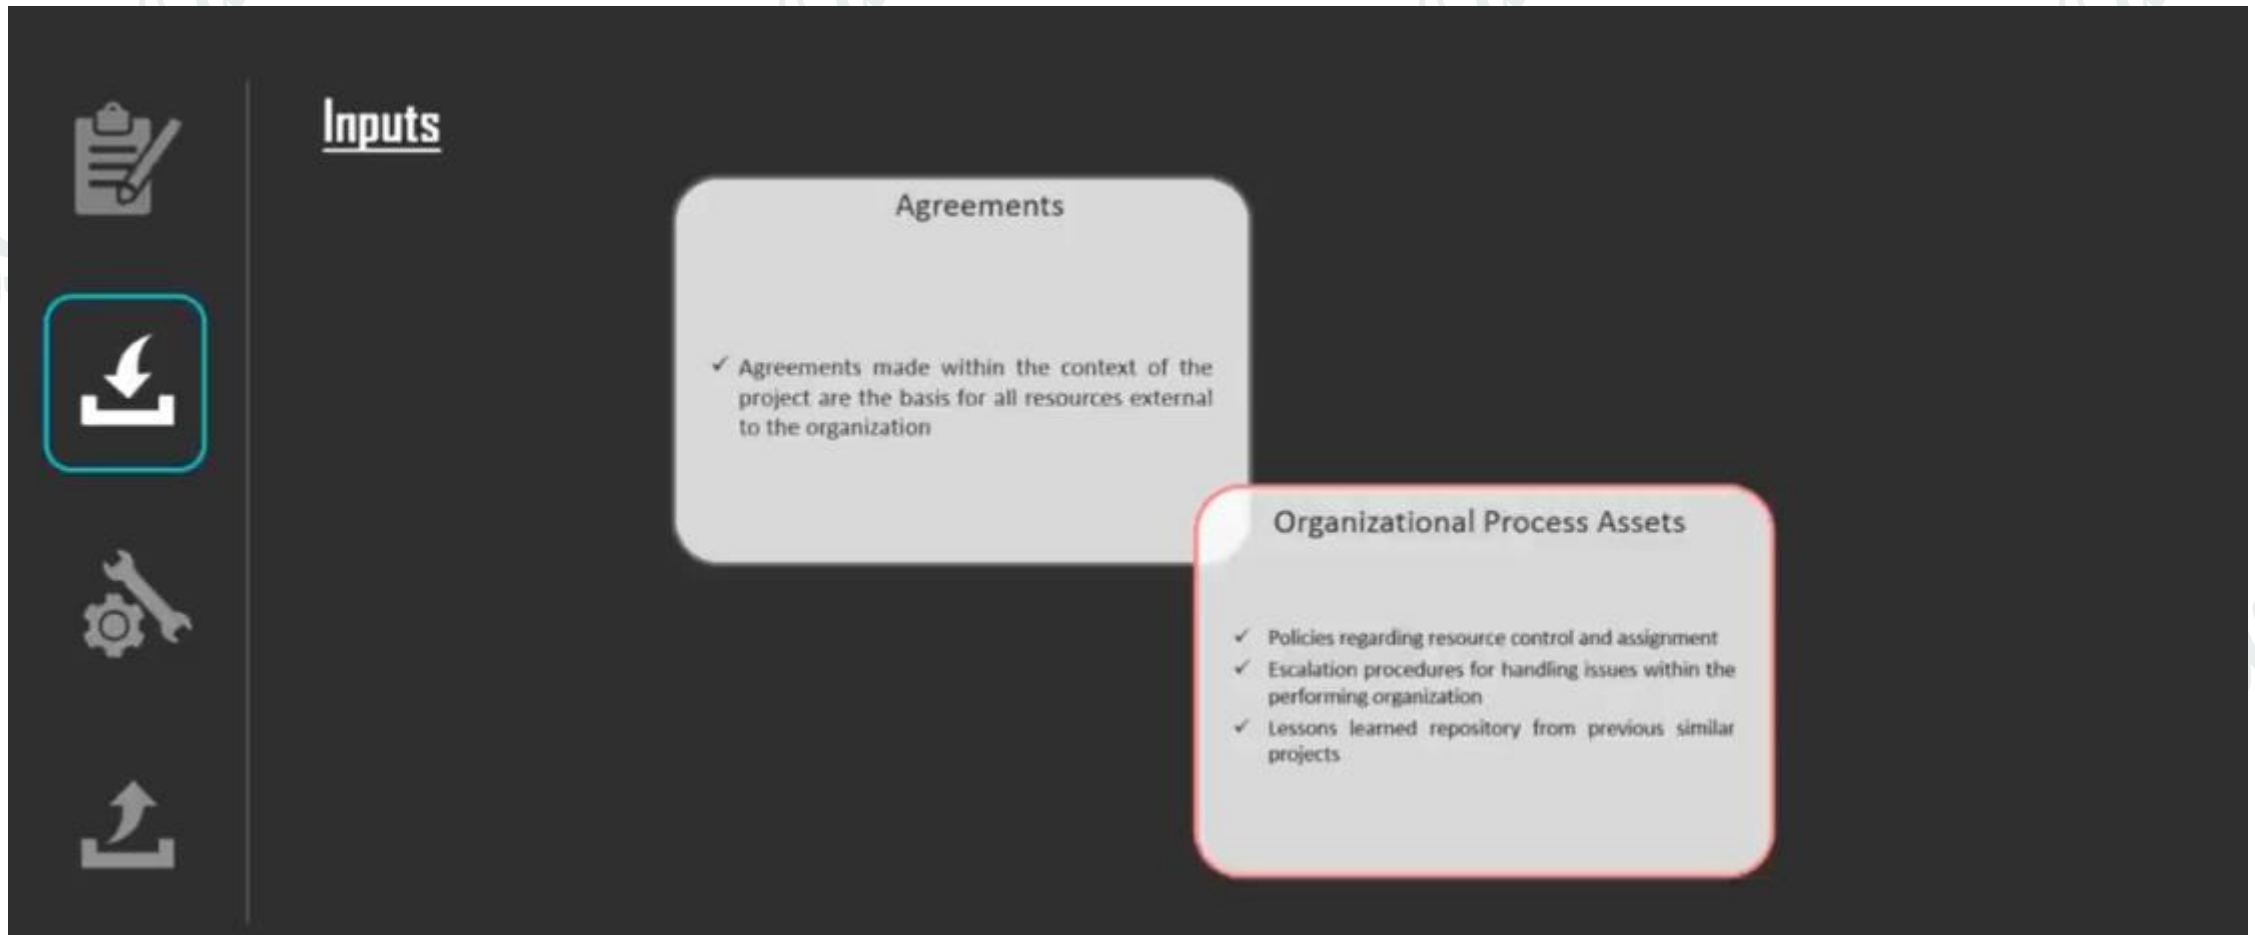 Inputs
Agreements
✓ Agreements made within the context of the
project are the basis for all resources external
to the organization
Organizational Process Assets
✓ Policies regarding resource control and assignment
✓ Escalation procedures for handling issues within the
performing organization
✓ Lessons learned repository from previous similar
projects